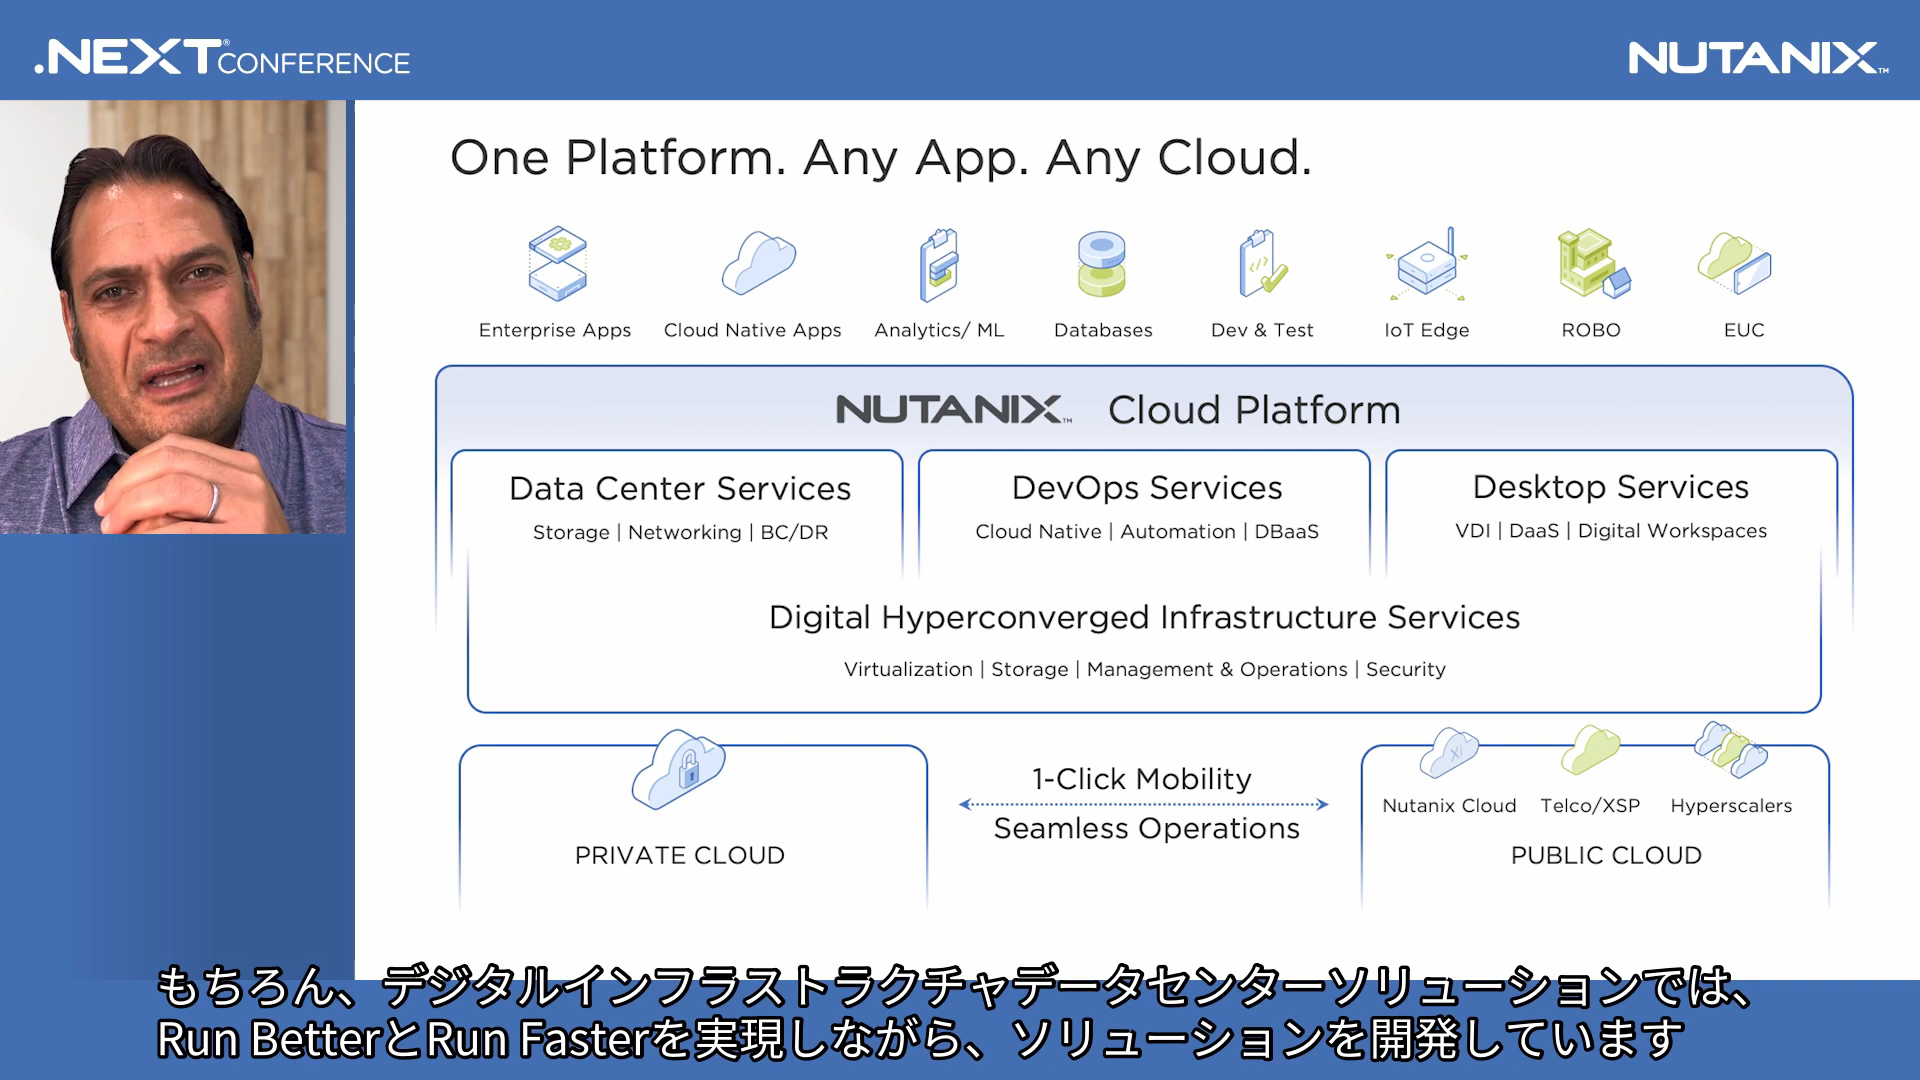 .NEXT® CONFERENCE
NUTANIX™
One Platform. Any App. Any Cloud.
Enterprise Apps
Cloud Native Apps
Analytics/ ML
Databases
Dev & Test
IoT Edge
ROBO
EUC
NUTANIX™ Cloud Platform
Data Center Services
Storage | Networking | BC/DR
DevOps Services
Cloud Native | Automation | DBaaS
Desktop Services
VDI | DaaS | Digital Workspaces
Digital Hyperconverged Infrastructure Services
Virtualization | Storage | Management & Operations | Security
PRIVATE CLOUD
1-Click Mobility
Seamless Operations
Xi
Nutanix Cloud
Telco/XSP
Hyperscalers
PUBLIC CLOUD
もちろん、デジタルインフラストラクチャデータセンターソリューションでは、
Run BetterとRun Fasterを実現しながら、ソリューションを開発しています